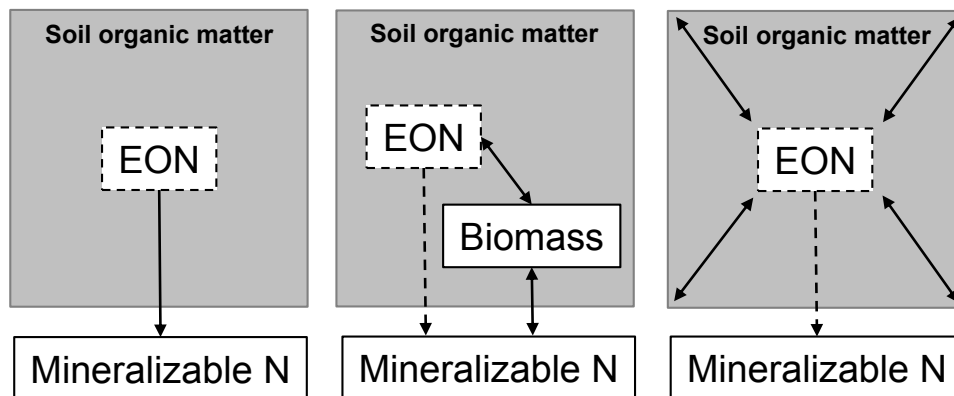 Soil organic matter
EON
Mineralizable N
Soil organic matter
EON
Biomass
Mineralizable N
Soil organic matter
EON
Mineralizable N